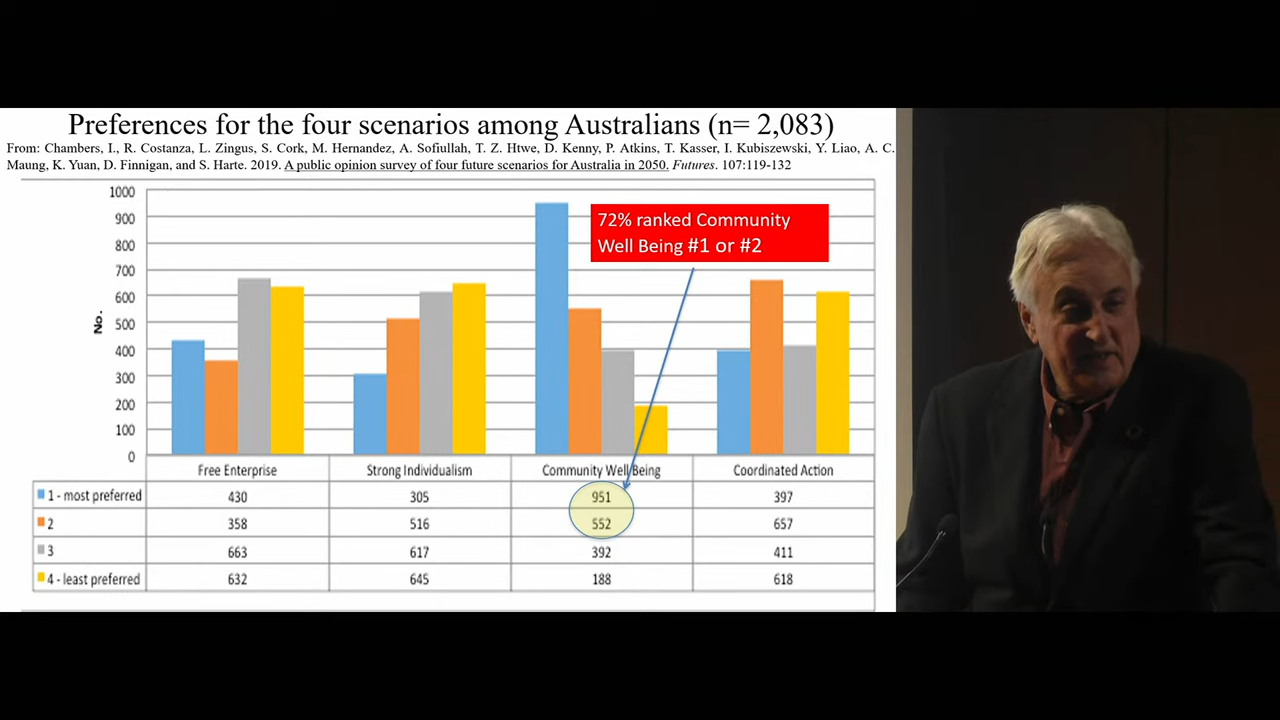 Preferences for the four scenarios among Australians (n= 2,083)
From: Chambers, I., R. Costanza, L. Zingus, S. Cork, M. Hernandez, A. Sofiullah, T. Z. Htwe, D. Kenny, P. Atkins, T. Kasser, I. Kubiszewski, Y. Liao, A. C.
Maung, K. Yuan, D. Finnigan, and S. Harte. 2019. A public opinion survey of four future scenarios for Australia in 2050. Futures. 107:119-132
1000
900
800
700
600
500
400
300
200
100
0
No.
72% ranked Community
Well Being #1 or #2
Free Enterprise Strong Individualism Community Well Being Coordinated Action
1 - most preferred 430 305 951 397
2 358 516 552 657
3 663 617 392 411
4 - least preferred 632 645 188 618